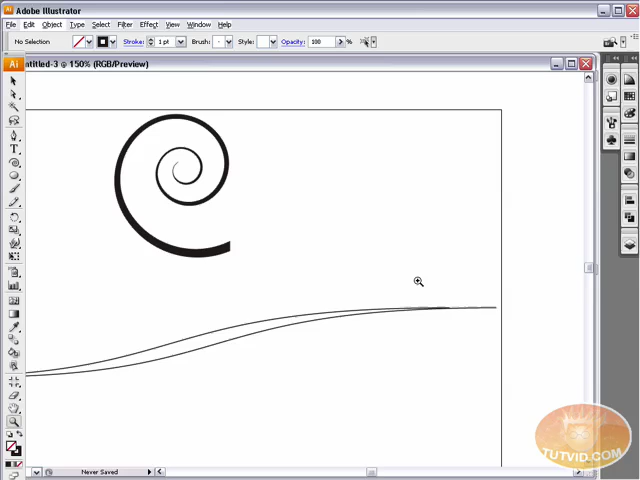 Adobe Illustrator
File Edit Object Type Select Filter Effect View Window Help
No Selection Stroke: 1 pt Brush: Style: Opacity: 100 %
Ai ntitled-3 @ 150% (RGB/Preview)
TUTVID.COM
Never Saved